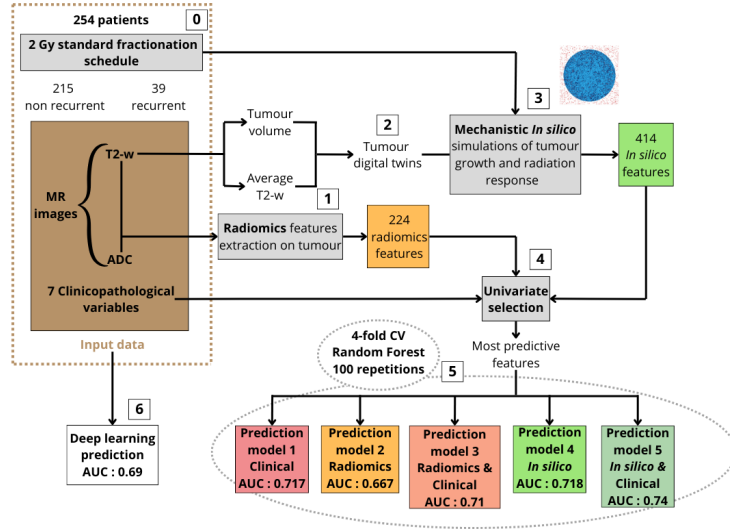 254 patients
0
2 Gy standard fractionation
schedule
215
non recurrent
39
recurrent
T2-w
MR
images
ADC
7 Clinicopathological
variables
Input data
Tumour
volume
Average
T2-w
2
Tumour
digital twins
3
Mechanistic In silico
simulations of tumour
growth and radiation
response
414
In silico
features
1
Radiomics features
extraction on tumour
224
radiomics
features
4
Univariate
selection
Most predictive
features
4-fold CV
Random Forest
100 repetitions
5
6
Deep learning
prediction
AUC : 0.69
Prediction
model 1
Clinical
AUC : 0.717
Prediction
model 2
Radiomics
AUC : 0.667
Prediction
model 3
Radiomics &
Clinical
AUC : 0.71
Prediction
model 4
In silico
AUC : 0.718
Prediction
model 5
In silico &
Clinical
AUC : 0.74